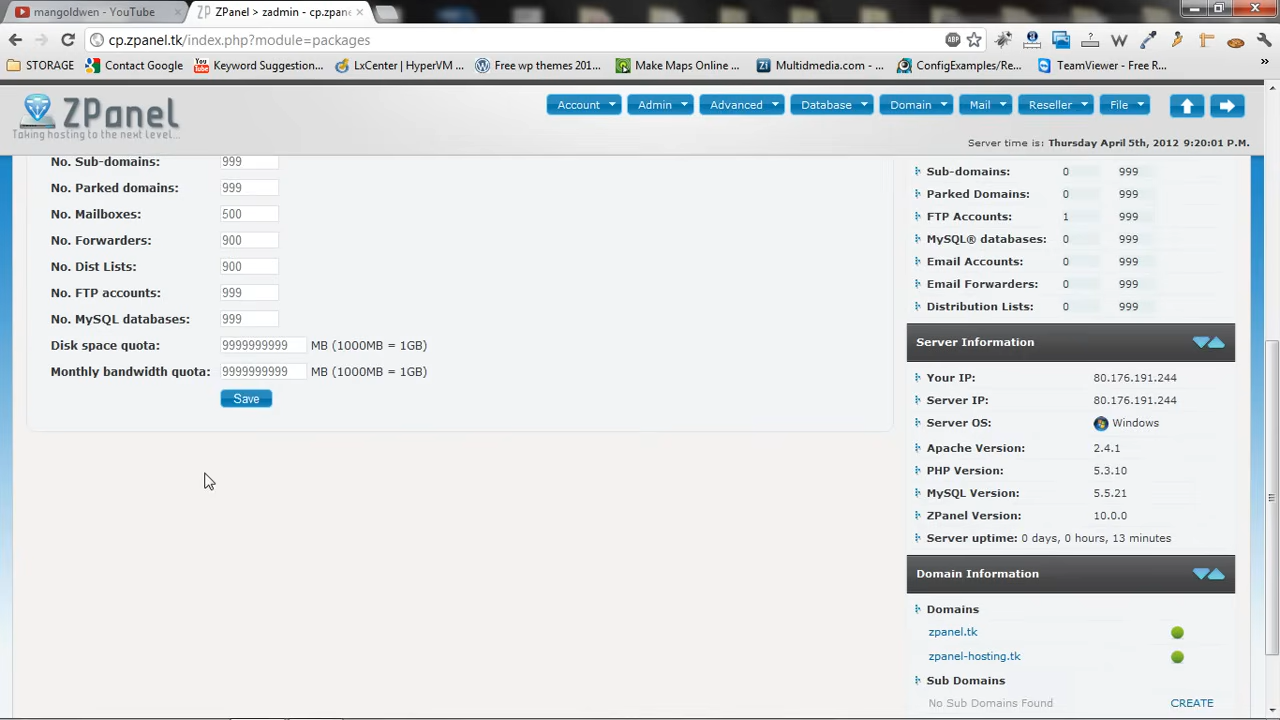 mangoldwen - YouTube
ZPanel > zadmin - cp.zpane
cp.zpanel.tk/index.php?module=packages
ABP
STORAGE
Contact Google
Keyword Suggestion...
LxCenter | HyperVM ...
Free wp themes 201...
Make Maps Online ...
Multidmedia.com - ...
ConfigExamples/Re...
TeamViewer - Free R...
ZPanel
Taking hosting to the next level...
Account
Admin
Advanced
Database
Domain
Mail
Reseller
File
Server time is: Thursday April 5th, 2012 9:20:01 P.M.
No. Sub-domains: 999
No. Parked domains: 999
No. Mailboxes: 500
No. Forwarders: 900
No. Dist Lists: 900
No. FTP accounts: 999
No. MySQL databases: 999
Disk space quota: 9999999999 MB (1000MB = 1GB)
Monthly bandwidth quota: 9999999999 MB (1000MB = 1GB)
Save
Sub-domains: 0 999
Parked Domains: 0 999
FTP Accounts: 1 999
MySQL® databases: 0 999
Email Accounts: 0 999
Email Forwarders: 0 999
Distribution Lists: 0 999
Server Information
Your IP: 80.176.191.244
Server IP: 80.176.191.244
Server OS: Windows
Apache Version: 2.4.1
PHP Version: 5.3.10
MySQL Version: 5.5.21
ZPanel Version: 10.0.0
Server uptime: 0 days, 0 hours, 13 minutes
Domain Information
Domains
zpanel.tk
zpanel-hosting.tk
Sub Domains
No Sub Domains Found CREATE